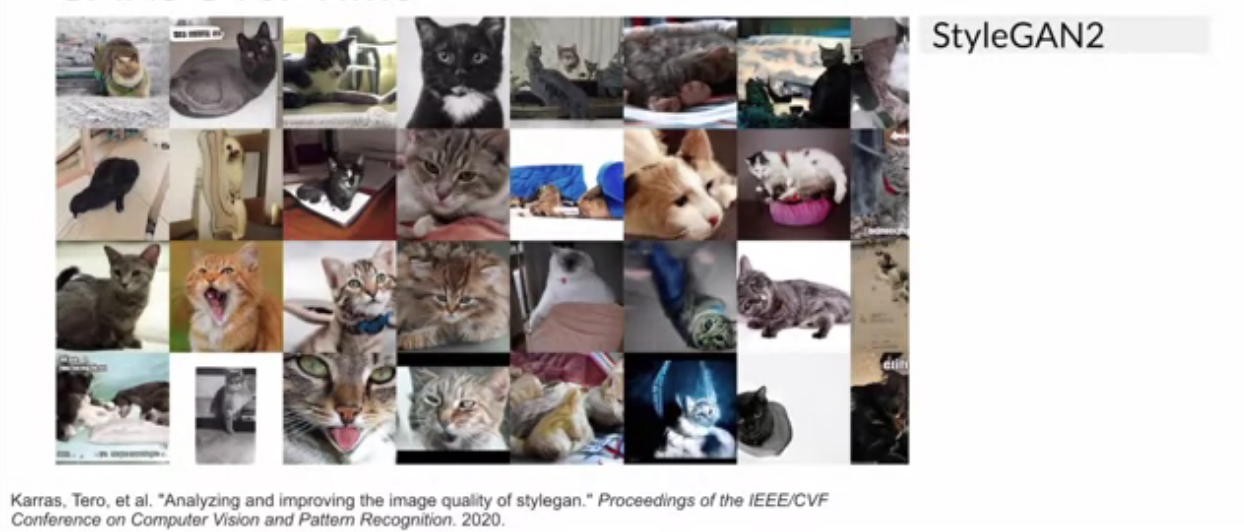 StyleGAN2
Karras, Tero, et al. "Analyzing and improving the image quality of stylegan." Proceedings of the IEEE/CVF
Conference on Computer Vision and Pattern Recognition. 2020.